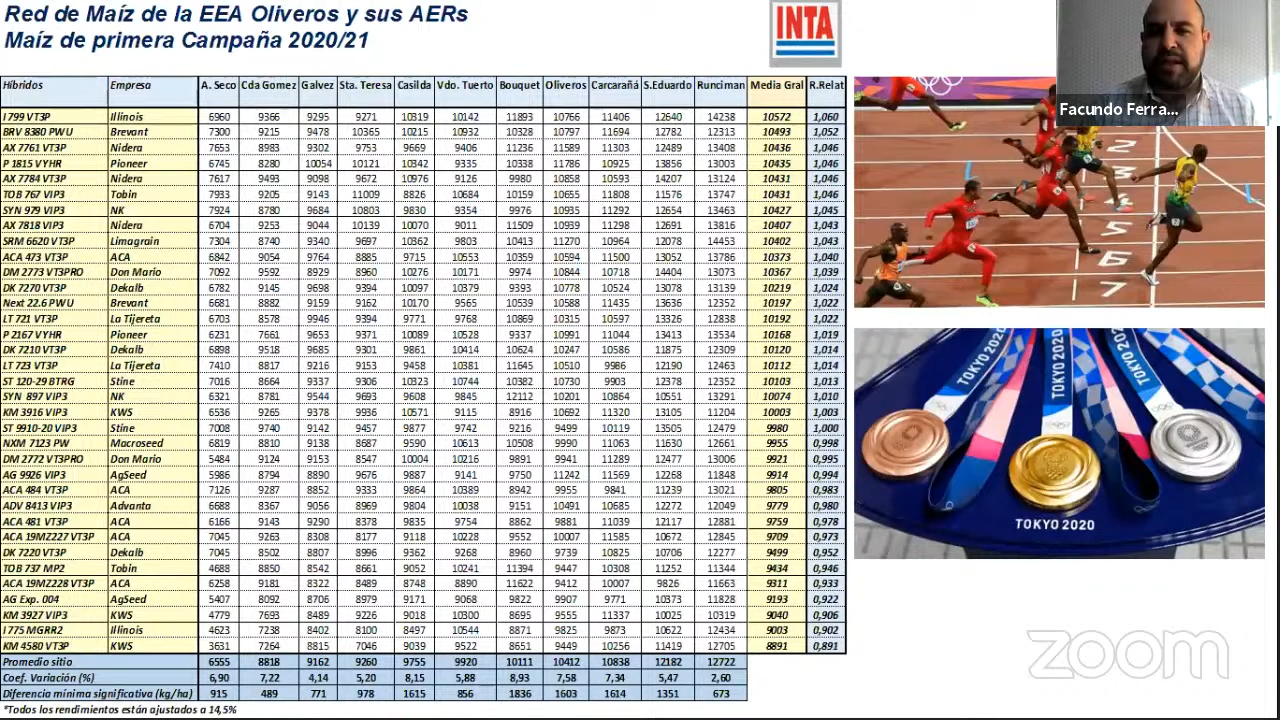 Red de Maíz de la EEA Oliveros y sus AERs
Maíz de primera Campaña 2020/21
INTA
Facundo Ferra...
Híbridos Empresa A. Seco Cda Gomez Galvez Sta. Teresa Casilda Vdo. Tuerto Bouquet Oliveros Carcarañá S.Eduardo Runciman Media Gral R.Relat
I 799 VT3P Illinois 6960 9366 9295 9271 10319 10142 11893 10766 11406 12640 14238 10572 1,060
BRV 8380 PWU Brevant 7300 9215 9478 10365 10215 10932 10328 10797 11694 12782 12313 10493 1,052
AX 7761 VT3P Nidera 7653 8983 9302 9753 9669 9406 11236 11589 11303 12489 13408 10436 1,046
P 1815 VYHR Pioneer 6745 8280 10054 10121 10342 9335 10338 11786 10925 13856 13003 10435 1,046
AX 7784 VT3P Nidera 7617 9493 9098 9672 10976 9126 9980 10858 10593 14207 13124 10431 1,046
TOB 767 VIP3 Tobin 7933 9205 9143 11009 8826 10684 10159 10655 11808 11576 13747 10431 1,046
SYN 979 VIP3 NK 7924 8780 9684 10803 9830 9354 9976 10935 11292 12654 13463 10427 1,045
AX 7818 VIP3 Nidera 6704 9253 9044 10139 10070 9011 11509 10939 11298 12691 13816 10407 1,043
SRM 6620 VT3P Limagrain 7304 8740 9340 9697 10362 9803 10413 11270 10964 12078 14453 10402 1,043
ACA 473 VT3P ACA 6842 9054 9764 8885 9715 10553 10359 10594 11500 13052 13786 10373 1,040
DM 2773 VT3PRO Don Mario 7092 9592 8929 8960 10276 10171 9974 10844 10718 14404 13073 10367 1,039
DK 7270 VT3P Dekalb 6782 9145 9698 9394 10097 10379 9393 10778 10524 13078 13139 10219 1,024
Next 22.6 PWU Brevant 6681 8882 9159 9162 10170 9565 10539 10588 11435 13636 12352 10197 1,022
LT 721 VT3P La Tijereta 6703 8578 9946 9394 9771 9768 10869 10315 10597 13326 12838 10192 1,022
P 2167 VYHR Pioneer 6231 7661 9653 9371 10089 10528 9337 10991 11044 13413 13534 10168 1,019
DK 7210 VT3P Dekalb 6898 9518 9685 9301 9861 10414 10624 10247 10586 11875 12309 10120 1,014
LT 723 VT3P La Tijereta 7410 8817 9216 9153 9458 10381 11645 10510 9986 12190 12463 10112 1,014
ST 120-29 BTRG Stine 7016 8664 9337 9306 10323 10744 10382 10730 9903 12378 12352 10103 1,013
SYN 897 VIP3 NK 6321 8781 9544 9693 9608 9845 12112 10201 10864 10551 13291 10074 1,010
KM 3916 VIP3 KWS 6536 9265 9378 9936 10571 9115 8916 10692 11320 13105 11204 10003 1,003
ST 9910-20 VIP3 Stine 7008 9740 9142 9457 9877 9742 9216 9499 10119 13505 12479 9980 1,000
NXM 7123 PW Macroseed 6819 8810 9138 8687 9590 10613 10508 9990 11063 11630 12661 9955 0,998
DM 2772 VT3PRO Don Mario 5484 9124 9153 8547 10004 10216 9891 9941 11289 12477 13006 9921 0,995
AG 9926 VIP3 AgSeed 5986 8794 8890 9676 9887 9141 9750 11242 11569 12268 11848 9914 0,994
ACA 484 VT3P ACA 7126 9287 8852 9333 9864 10389 8942 9955 9841 11239 13021 9805 0,983
ADV 8413 VIP3 Advanta 6688 8367 9056 8969 9804 10038 9151 10491 10685 12272 12049 9779 0,980
ACA 481 VT3P ACA 6166 9143 9290 8378 9835 9754 8862 9881 11039 12117 12881 9759 0,978
ACA 19MZ227 VT3P ACA 7045 9263 8308 8177 9118 10228 9552 10007 11585 10672 12845 9709 0,973
DK 7220 VT3P Dekalb 7045 8502 8807 8996 9362 9268 8960 9739 10825 10706 12277 9499 0,952
TOB 737 MP2 Tobin 4688 8850 8542 8661 9052 10241 11394 9447 10308 11252 11344 9434 0,946
ACA 19MZ228 VT3P ACA 6258 9181 8322 8489 8748 8890 11622 9412 10007 9826 11663 9311 0,933
AG Exp. 004 AgSeed 5407 8092 8706 8979 9171 9068 9822 9907 9771 10373 11828 9193 0,922
KM 3927 VIP3 KWS 4779 7693 8489 9226 9018 10300 8695 9555 11337 10025 10319 9040 0,906
I 775 MGRR2 Illinois 4623 7238 8402 8100 8497 10544 8871 9825 9873 10622 12434 9003 0,902
KM 4580 VT3P KWS 3631 7264 8815 7046 9039 9522 8651 9449 10256 11419 12705 8891 0,891
Promedio sitio 6555 8818 9162 9260 9755 9920 10111 10412 10838 12182 12722
Coef. Variación (%) 6,90 7,22 4,14 5,20 8,15 5,88 8,93 7,58 7,34 5,47 2,60
Diferencia mínima significativa (kg/ha) 915 489 771 978 1615 856 1836 1603 1614 1351 673
*Todos los rendimientos están ajustados a 14,5%
2
3
5
6
7
TOKYO 2020
TOKYO 2020
TOKYO 2020
TOKYO 2020
zoom